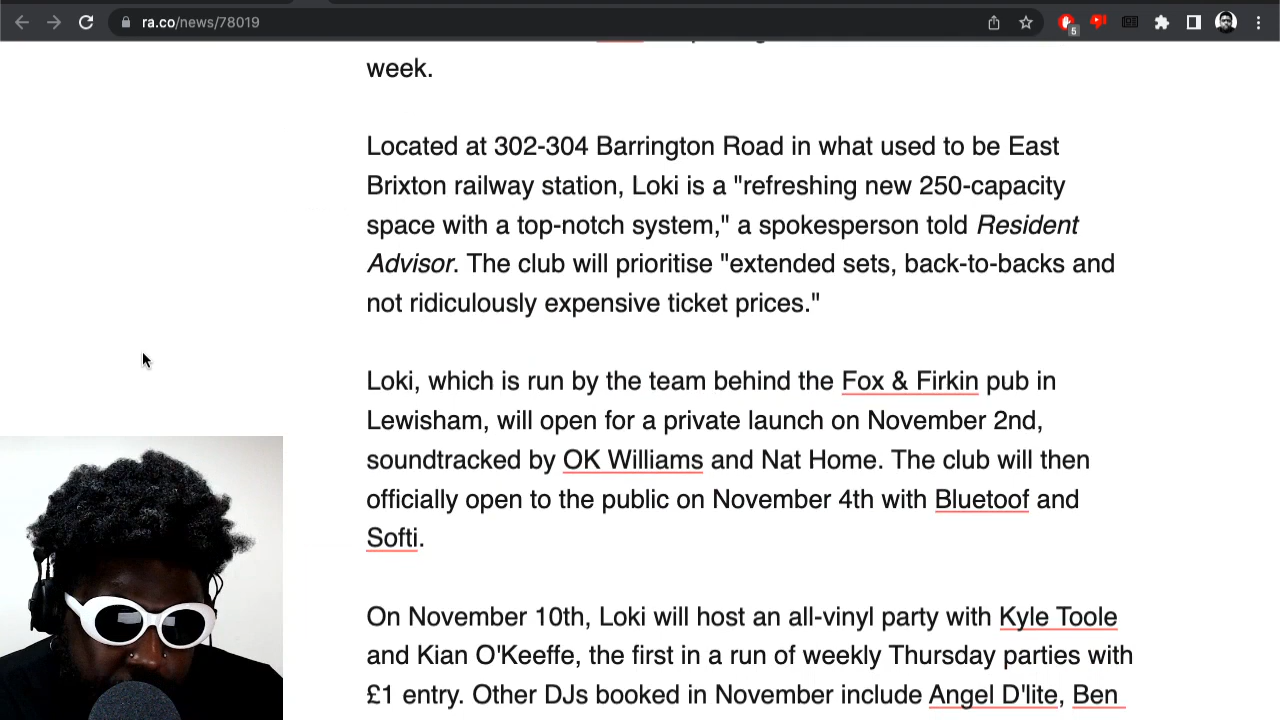 ra.co/news/78019
5
week.
Located at 302-304 Barrington Road in what used to be East
Brixton railway station, Loki is a "refreshing new 250-capacity
space with a top-notch system," a spokesperson told Resident
Advisor. The club will prioritise "extended sets, back-to-backs and
not ridiculously expensive ticket prices."
Loki, which is run by the team behind the Fox & Firkin pub in
Lewisham, will open for a private launch on November 2nd,
soundtracked by OK Williams and Nat Home. The club will then
officially open to the public on November 4th with Bluetoof and
Softi.
On November 10th, Loki will host an all-vinyl party with Kyle Toole
and Kian O'Keeffe, the first in a run of weekly Thursday parties with
£1 entry. Other DJs booked in November include Angel D'lite, Ben